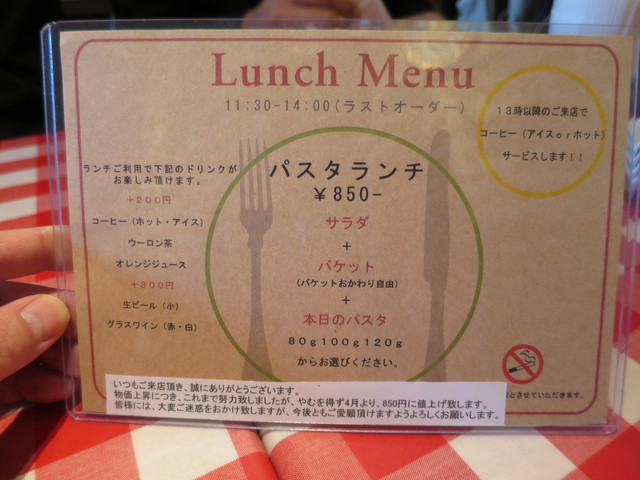 Lunch Menu
11:30-14:00(ラストオーダー)
13時以降のご来店で
コーヒー(アイスorホット)
サービスします!!
ランチご利用で下記のドリンクが
お楽しみ頂けます。
+200円
コーヒー(ホット・アイス)
ウーロン茶
オレンジジュース
+300円
生ビール(小)
グラスワイン(赤・白)
パスタランチ
¥850-
サラダ
+
バケット
(バケットおかわり自由)
+
本日のパスタ
80g100g120g
からお選びください。
とさせていただきます。
いつもご来店頂き、誠にありがとうございます。
物価上昇につき、これまで努力致しましたが、やむを得ず4月より、850円に値上げ致します。
皆様には、大変ご迷惑をおかけ致しますが、今後ともご愛顧頂けますようよろしくお願いします。